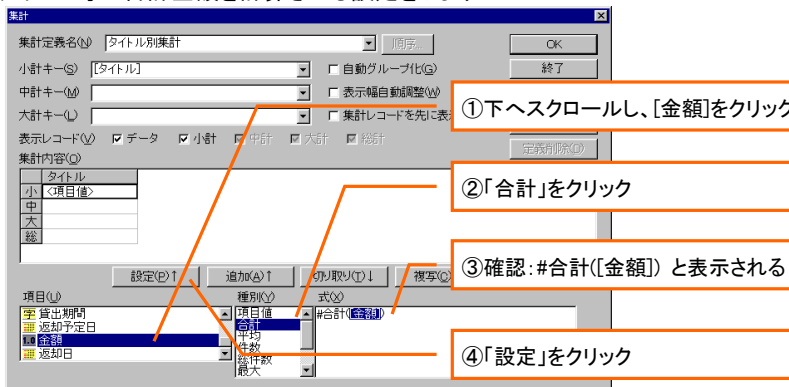 集計
集計定義名(N) タイトル別集計 順序... OK
小計キー(S) [タイトル] 自動グループ化(G) 終了
中計キー(M) 表示幅自動調整(W)
大計キー(L) 集計レコードを先に表
表示レコード(V) データ 小計 中計 大計 総計 定義削除(D)
集計内容(O)
タイトル
小 <項目値>
中
大
総
設定(P)↑ 追加(A)↑ 切り取り(T)↓ 複写(C)
項目(U) 種別(Y) 式(X)
字 貸出期間 項目値 #合計([金額])
返却予定日 合計
1.0 金額 平均
返却日 件数
総件数
最大
①下へスクロールし、[金額]をクリック
②「合計」をクリック
③確認：#合計([金額]) と表示される
④「設定」をクリック